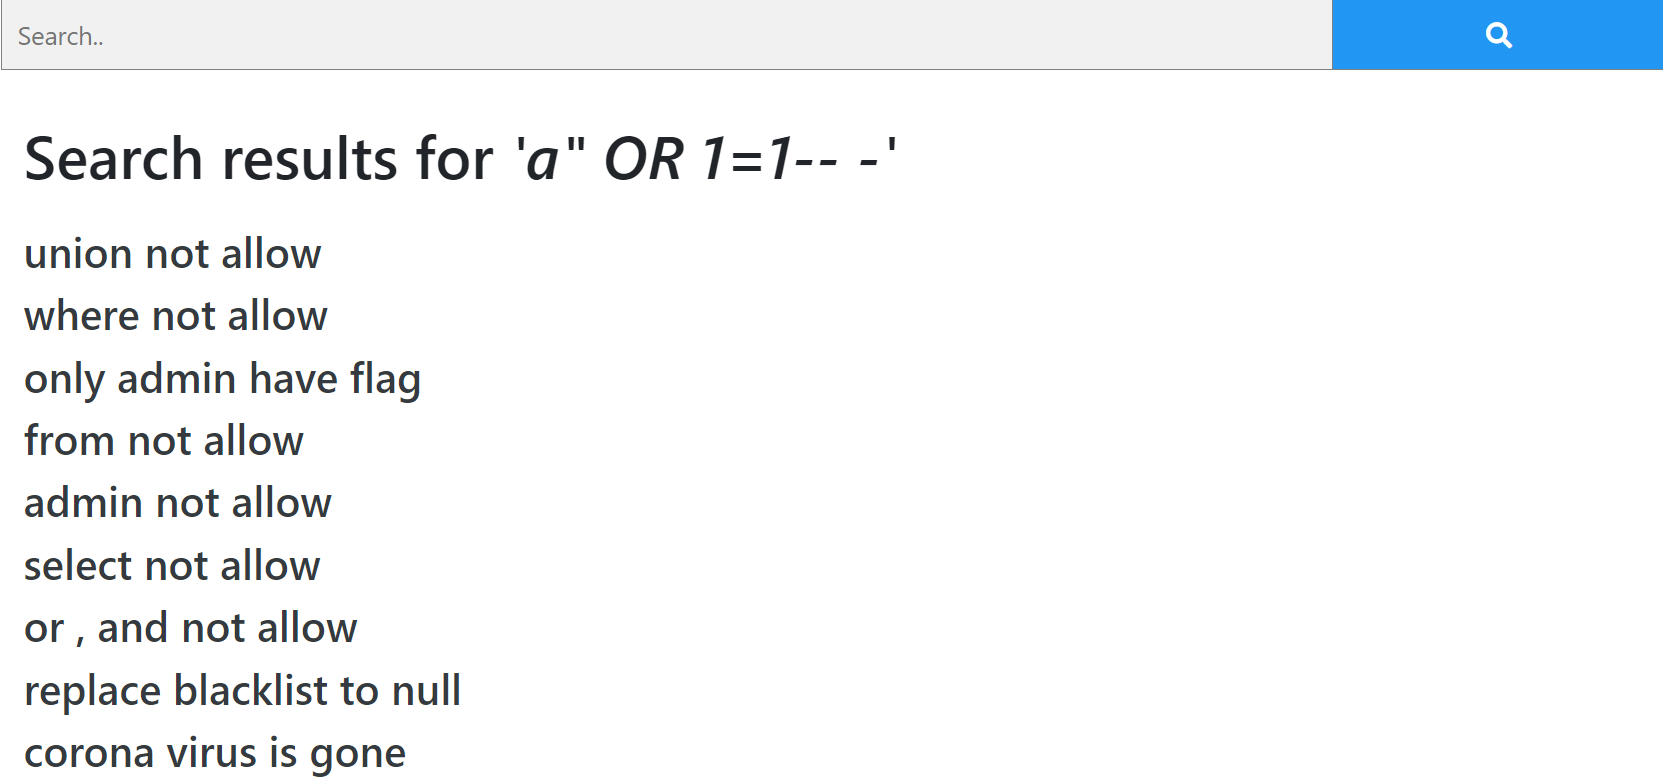 Search..
Search results for 'a" OR 1=1-- -'
union not allow
where not allow
only admin have flag
from not allow
admin not allow
select not allow
or , and not allow
replace blacklist to null
corona virus is gone